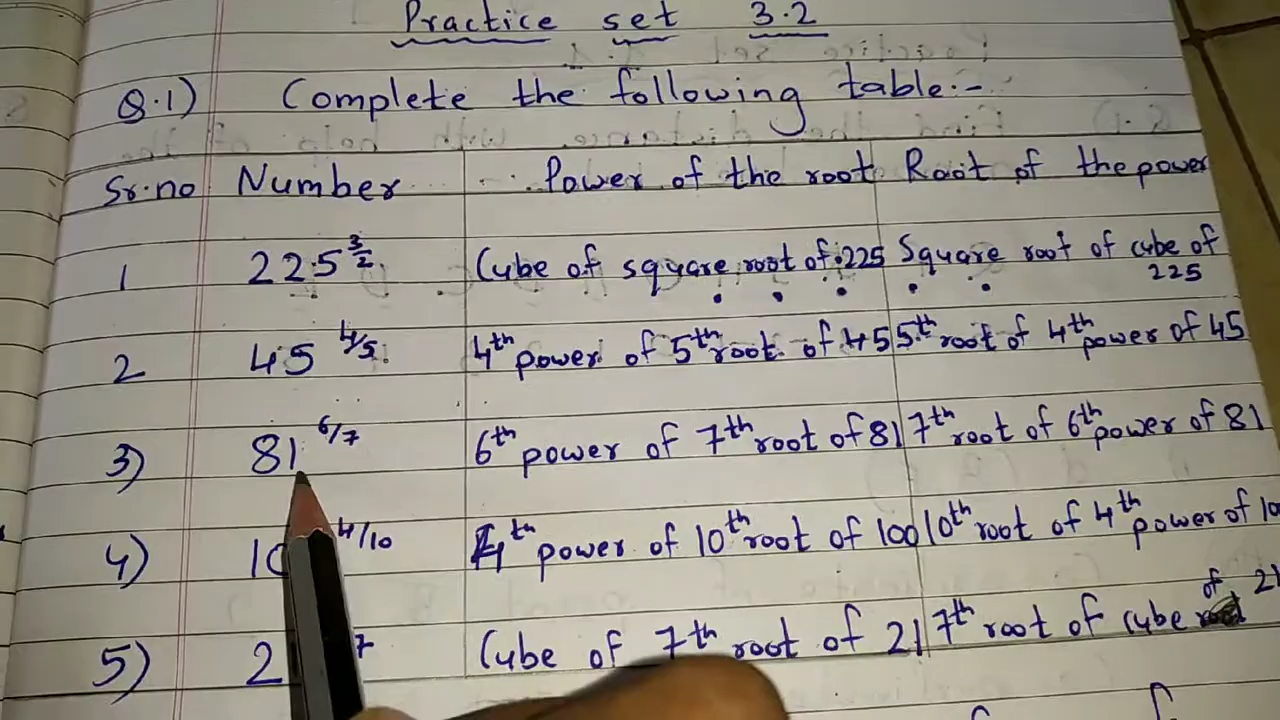 Practice set 3.2
Q.1) Complete the following table:-
Sr.no Number Power of the root Root of the power
1 225^3/2 Cube of square root of 225 Square root of cube of 225
2 45^4/5 4th power of 5th root of 45 5th root of 4th power of 45
3) 81^6/7 6th power of 7th root of 81 7th root of 6th power of 81
4) 10 4/10 4th power of 10th root of 100 10th root of 4th power of 10
5) 2 7 Cube of 7th root of 21 7th root of cube of 21